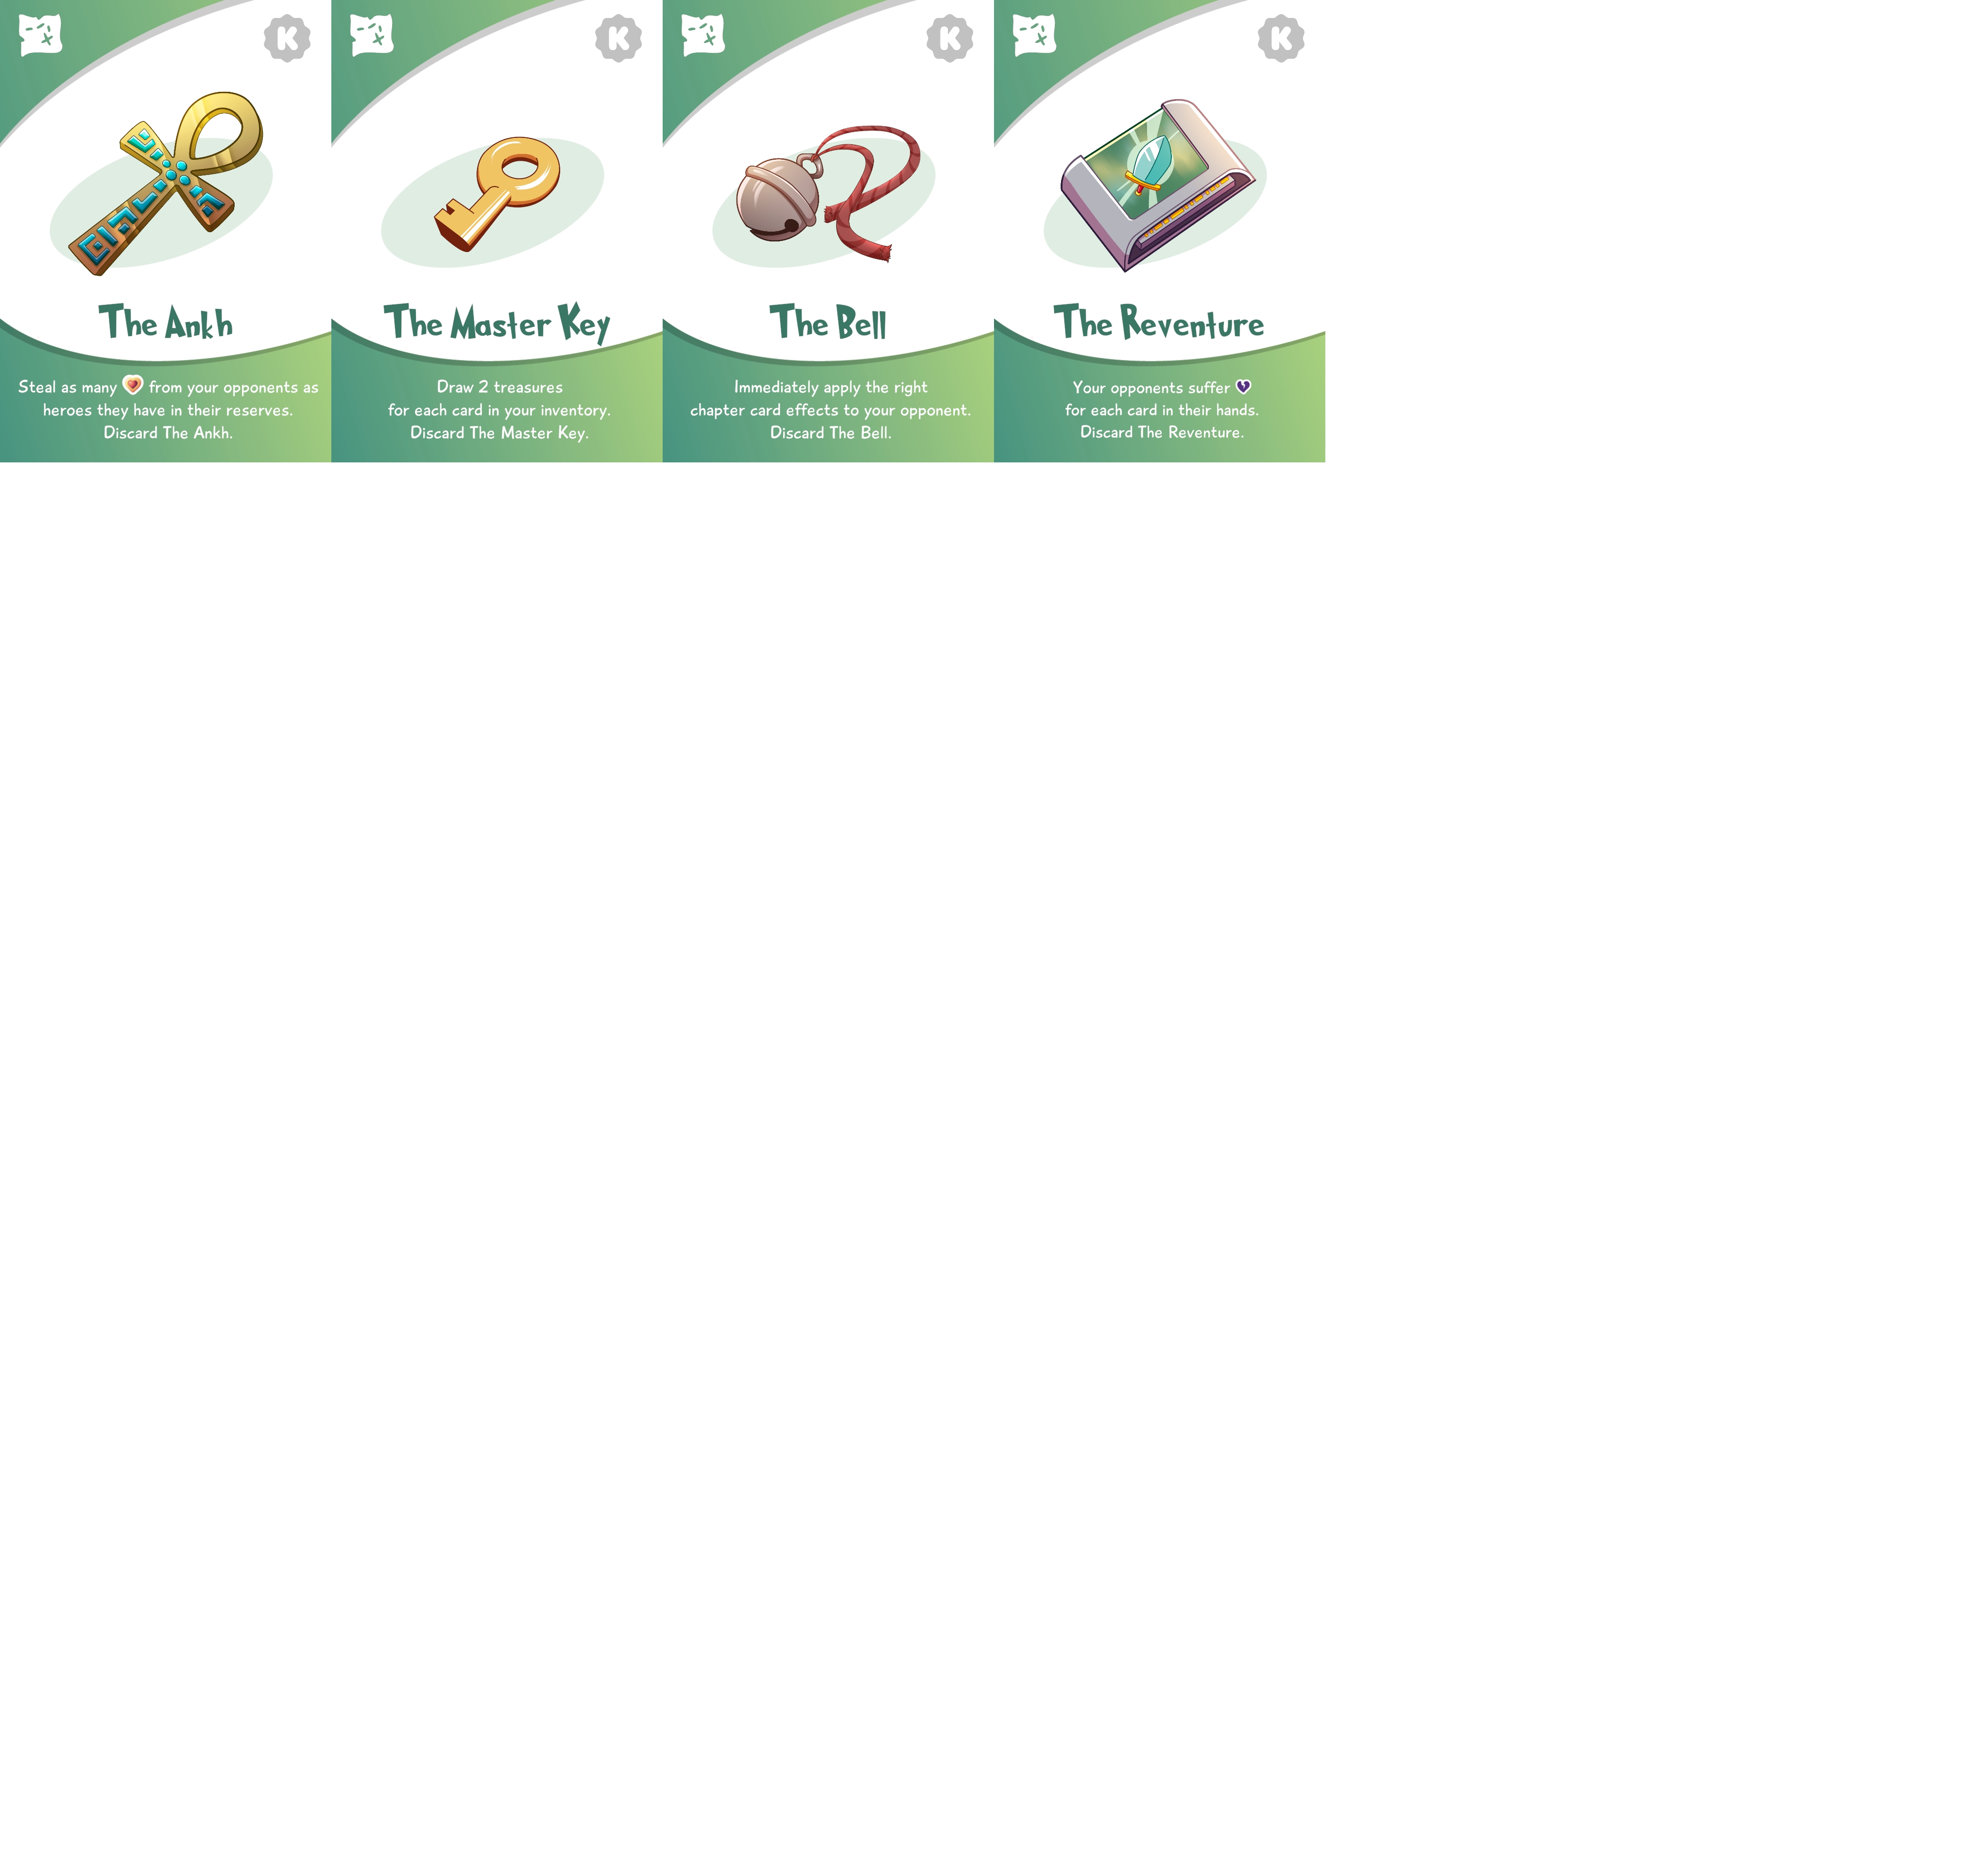 K
The Ankh
Steal as many from your opponents as
heroes they have in their reserves.
Discard The Ankh.
K
The Master Key
Draw 2 treasures
for each card in your inventory.
Discard The Master Key.
K
The Bell
Immediately apply the right
chapter card effects to your opponent.
Discard The Bell.
K
The Reventure
Your opponents suffer
for each card in their hands.
Discard The Reventure.